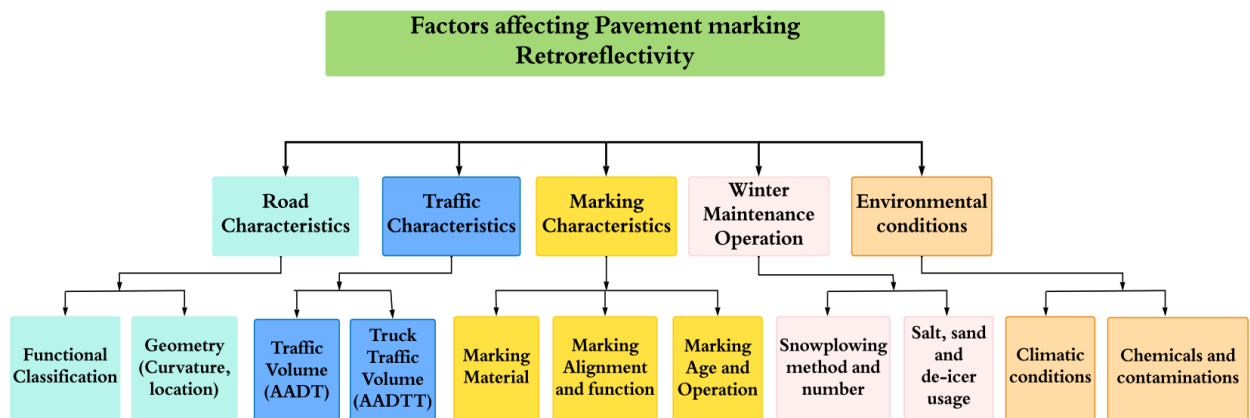 Factors affecting Pavement marking
Retroreflectivity
Road
Characteristics
Traffic
Characteristics
Marking
Characteristics
Winter
Maintenance
Operation
Environmental
conditions
Functional
Classification
Geometry
(Curvature,
location)
Traffic
Volume
(AADT)
Truck
Traffic
Volume
(AADTT)
Marking
Material
Marking
Alignment
and function
Marking
Age and
Operation
Snowplowing
method and
number
Salt, sand
and
de-icer
usage
Climatic
conditions
Chemicals and
contaminations